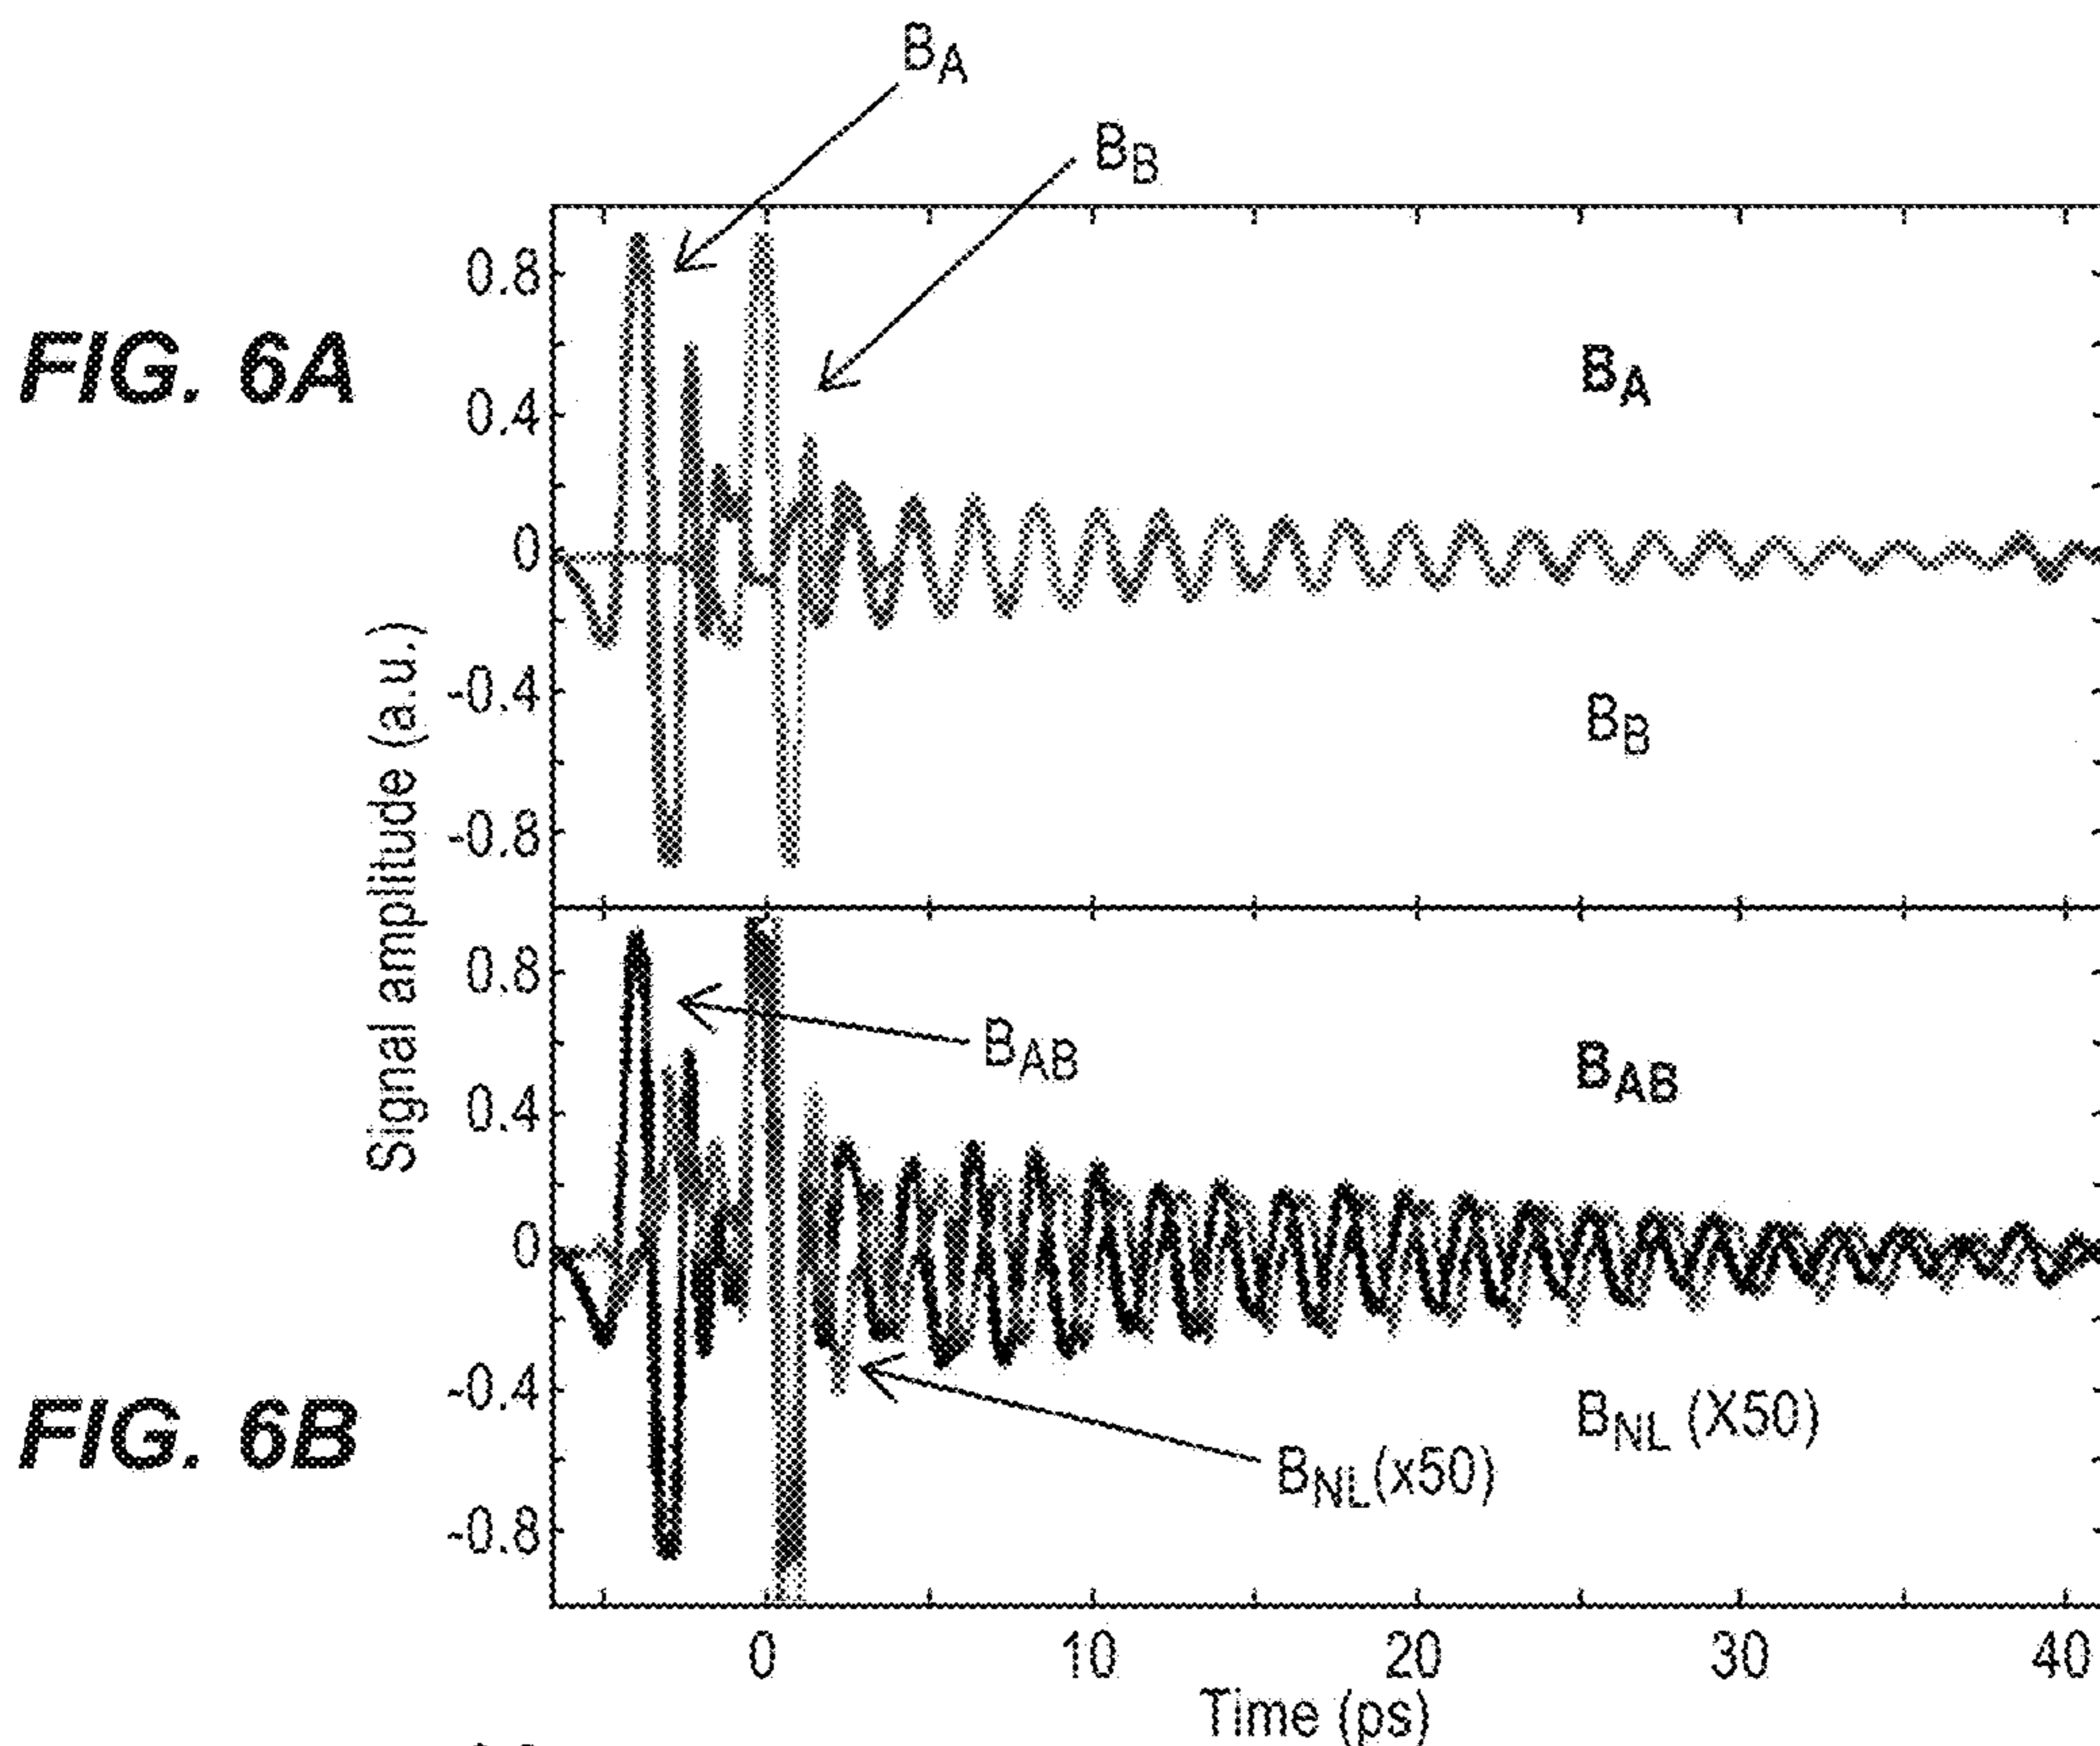 B_A
B_B
FIG. 6A
0.8
0.4
0
-0.4
-0.8
B_A
B_B
Signal amplitude (a.u.)
FIG. 6B
0.8
0.4
0
-0.4
-0.8
B_AB
B_AB
B_NL (X50)
B_NL(x50)
0 10 20 30 40
Time (ps)